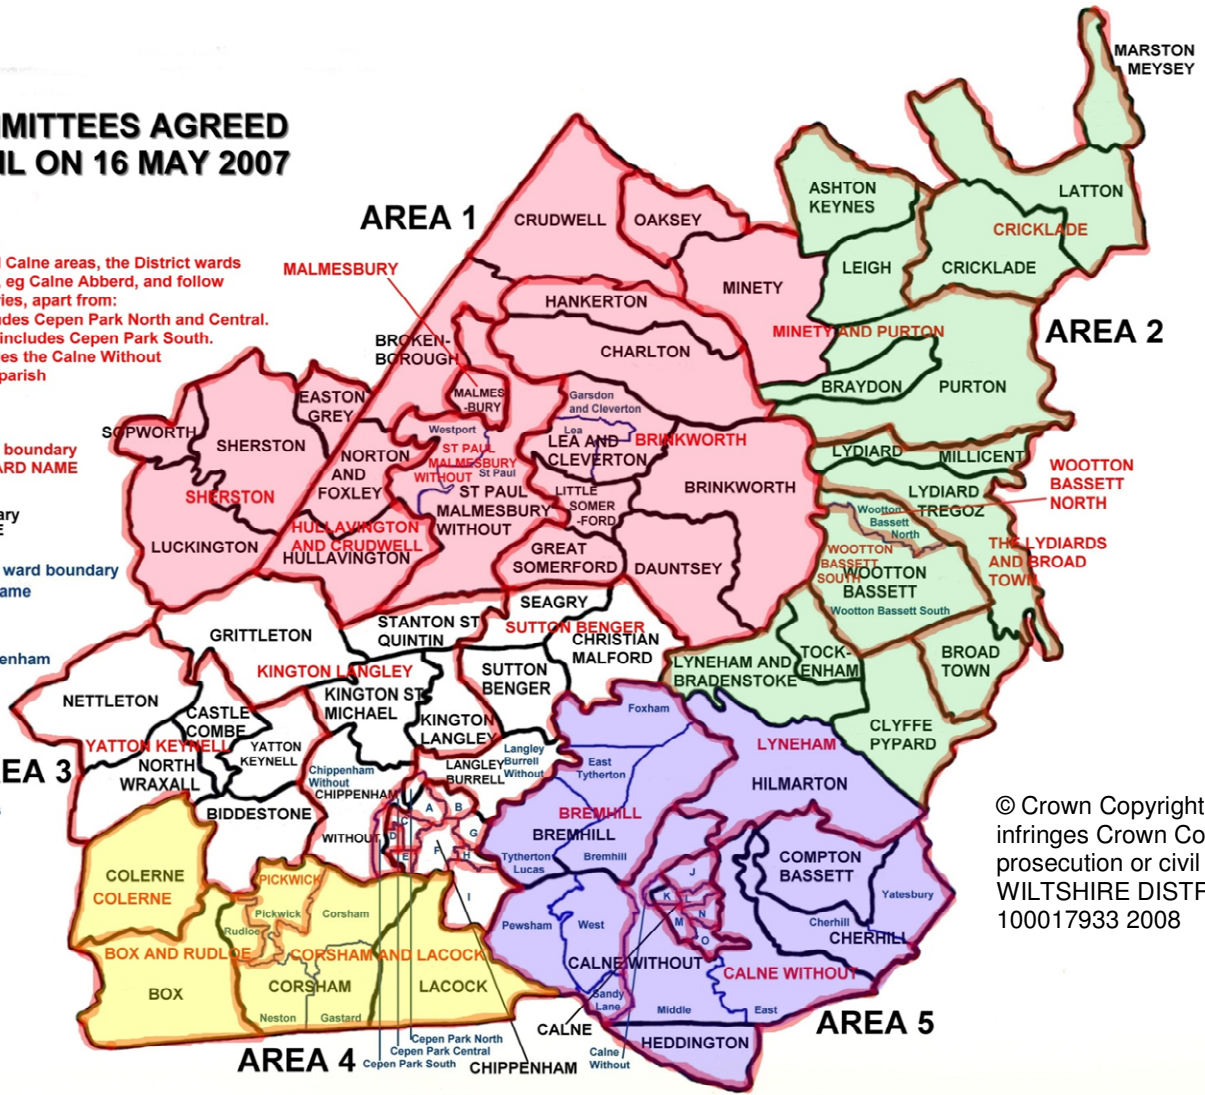 MMITTEES AGREED
IL ON 16 MAY 2007
l Calne areas, the District wards
, eg Calne Abberd, and follow
ries, apart from:
udes Cepen Park North and Central.
includes Cepen Park South.
es the Calne Without
parish
boundary
ARD NAME
ary
E
ward boundary
ame
enham
AREA 1
MARSTON
MEYSEY
ASHTON
KEYNES
LATTON
CRICKLADE
LEIGH
CRICKLADE
CRUDWELL
OAKSEY
MALMESBURY
MINETY
HANKERTON
MINETY AND PURTON
AREA 2
BROKEN-
BOROUGH
CHARLTON
BRAYDON
PURTON
EASTON
GREY
MALMES
-BURY
Garsdon
and Cleverton
SOPWORTH
SHERSTON
Westport
Lea
LEA AND
CLEVERTON
BRINKWORTH
NORTON
AND
FOXLEY
ST PAUL
MALMESBURY
WITHOUT
St Paul
ST PAUL
MALMESBURY
WITHOUT
LYDIARD
MILLICENT
WOOTTON
BASSETT
NORTH
SHERSTON
LITTLE
SOMER
-FORD
BRINKWORTH
LYDIARD
TREGOZ
Wootton
Bassett
North
HULLAVINGTON
AND CRUDWELL
HULLAVINGTON
LUCKINGTON
GREAT
SOMERFORD
DAUNTSEY
WOOTTON
BASSETT
SOUTH
WOOTTON
BASSETT
Wootton Bassett South
THE LYDIARDS
AND BROAD
TOWN
SEAGRY
GRITTLETON
STANTON ST
QUINTIN
SUTTON BENGER
CHRISTIAN
MALFORD
KINGTON LANGLEY
SUTTON
BENGER
LYNEHAM AND
BRADENSTOKE
TOCK-
ENHAM
BROAD
TOWN
NETTLETON
KINGTON ST
MICHAEL
CASTLE
COMBE
KINGTON
LANGLEY
Foxham
CLYFFE
PYPARD
YATTON KEYNELL
YATTON
KEYNELL
LYNEHAM
EA 3
NORTH
WRAXALL
Chippenham
Without
CHIPPENHAM
WITHOUT
LANGLEY
BURRELL
Langley
Burrell
Without
East
Tytherton
HILMARTON
BIDDESTONE
A
B
C
D
E
F
G
H
I
BREMHILL
BREMHILL
Tytherton
Lucas
Bremhill
© Crown Copyright
infringes Crown Co
prosecution or civil
WILTSHIRE DISTR
100017933 2008
COLERNE
COLERNE
PICKWICK
Pickwick
Corsham
Rudloe
J
K
L
M
N
O
COMPTON
BASSETT
Yatesbury
Cherhill
CHERHILL
Pewsham
West
BOX AND RUDLOE
CORSHAM AND LACOCK
CALNE WITHOUT
CALNE WITHOUT
BOX
CORSHAM
LACOCK
Sandy
Lane
Neston
Gastard
Middle
East
AREA 5
CALNE
HEDDINGTON
AREA 4
Cepen Park North
Cepen Park Central
Cepen Park South
CHIPPENHAM
Calne
Without